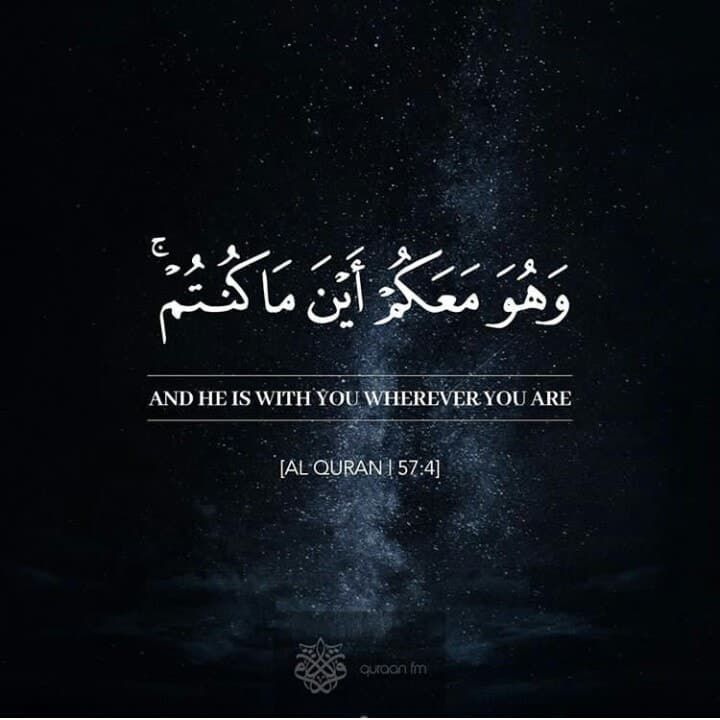 وَهُوَ مَعَكُمْ أَيْنَ مَا كُنتُمْ ۚ
AND HE IS WITH YOU WHEREVER YOU ARE
[AL QURAN | 57:4]
quraan fm